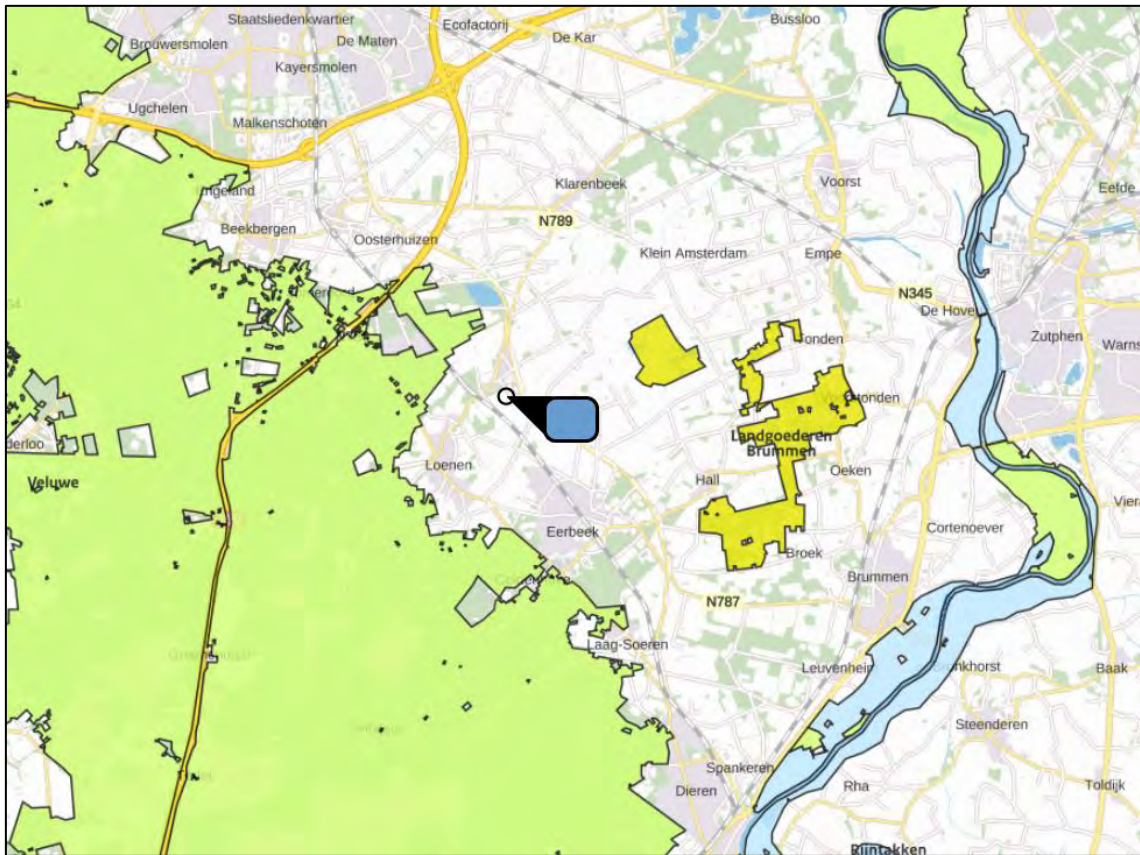 Staatsliedenkwartier
Ecofactorij
Bussloo
De Kar
Brouwersmolen
De Maten
Kayersmolen
Ugchelen
Malkenschoten
Klarenbeek
Voorst
Eefde
Beekbergen
N789
Oosterhuizen
Klein Amsterdam
Empe
N345
De Hove
Zutphen
Warns
Loenen
Landgoederen
Brummen
Veluwe
Hall
Oeken
Eerbeek
Cortenoever
Broek
Brummen
N787
Laag-Soeren
Leuvenheim
Baak
Steenderen
Spankeren
Dieren
Rha
Toldijk
Rijntakken